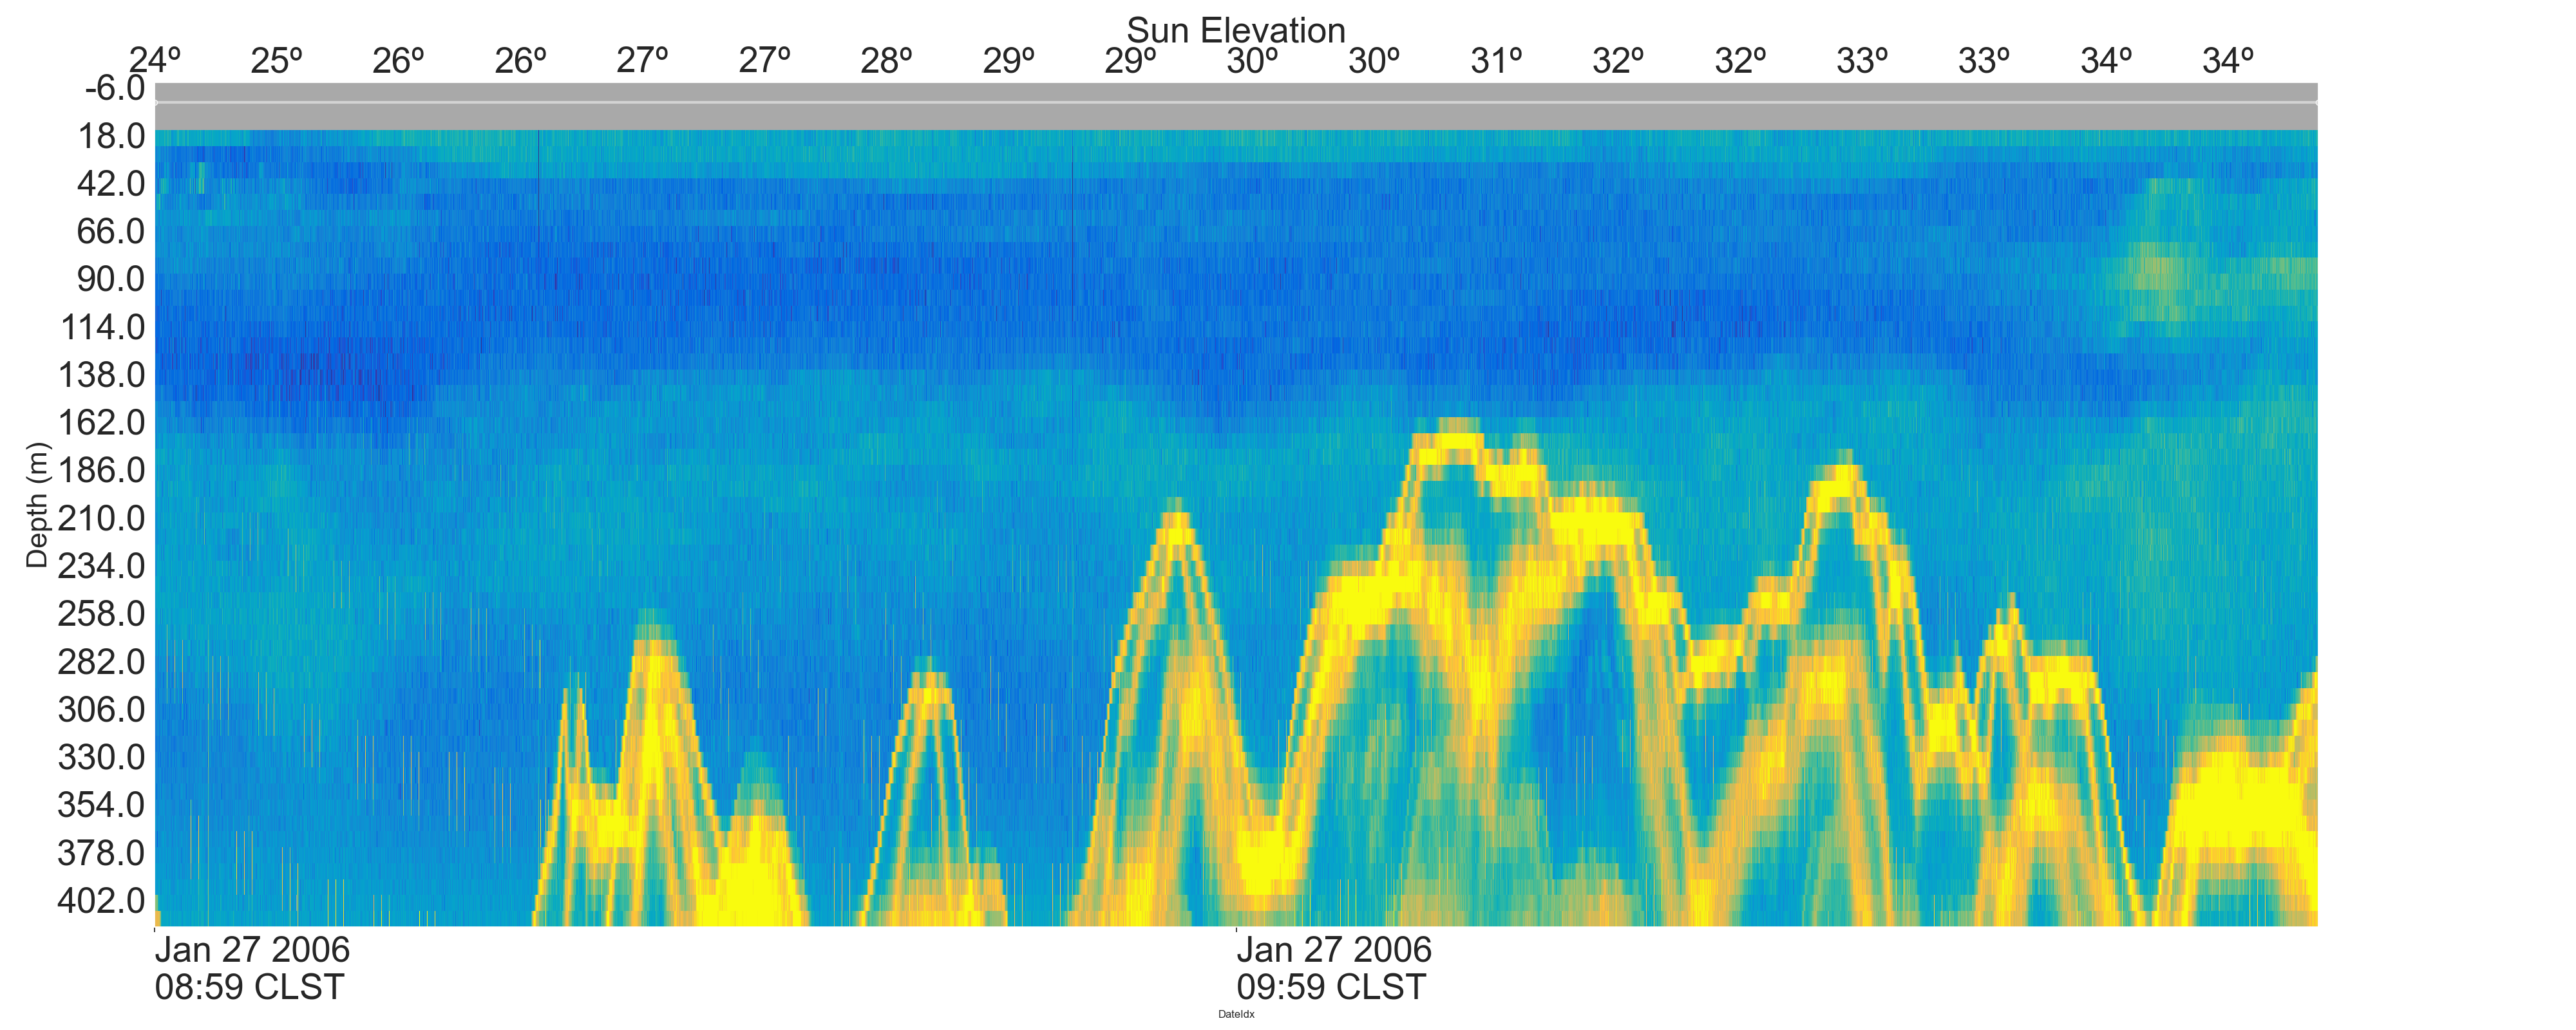 Sun Elevation
24º 25º 26º 26º 27º 27º 28º 29º 29º 30º 30º 31º 32º 32º 33º 33º 34º 34º
-6.0
18.0
42.0
66.0
90.0
114.0
138.0
162.0
186.0
210.0
234.0
258.0
282.0
306.0
330.0
354.0
378.0
402.0
Depth (m)
Jan 27 2006
08:59 CLST
Jan 27 2006
09:59 CLST
DateIdx